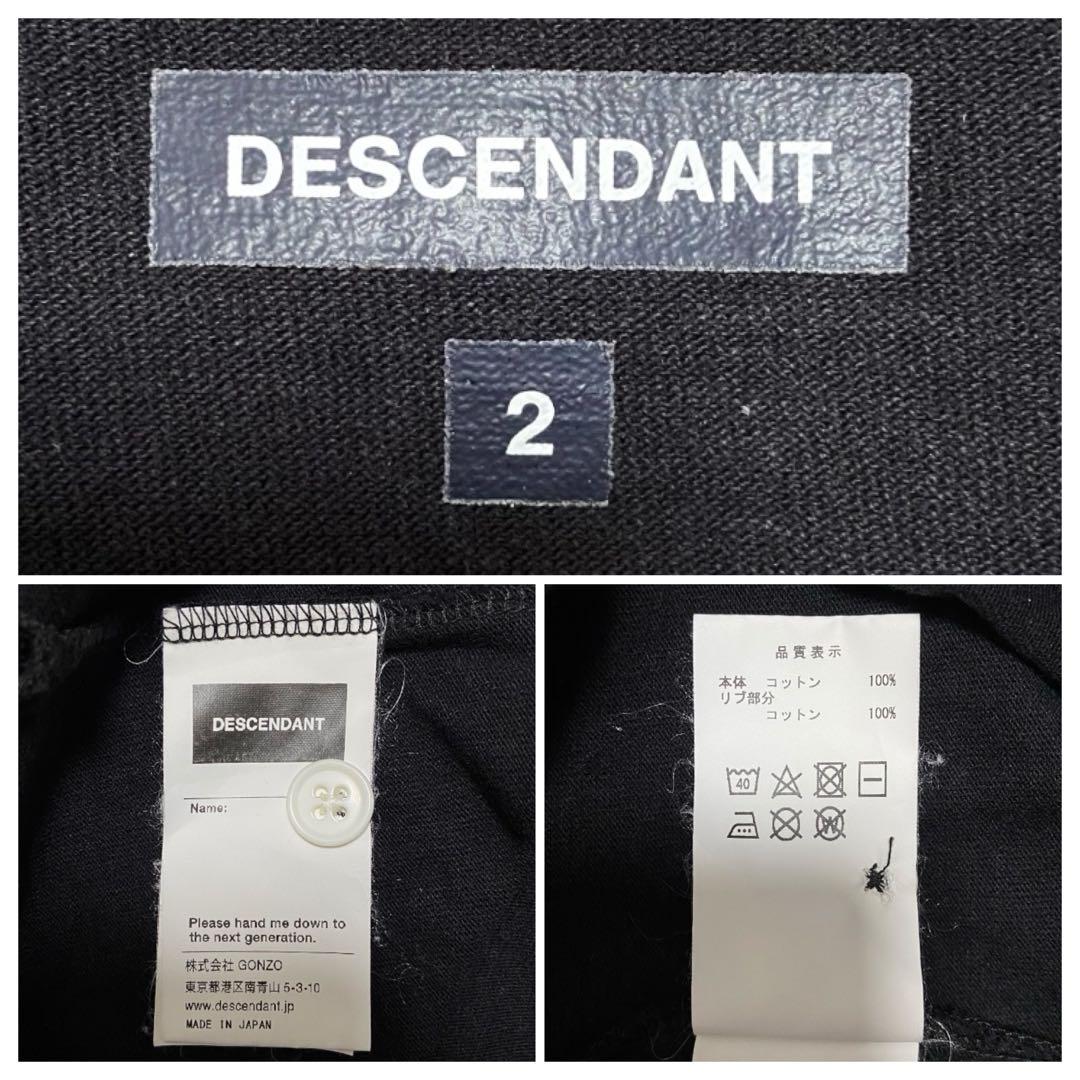 DESCENDANT
2
DESCENDANT
Name:
Please hand me down to
the next generation.
株式会社 GONZO
東京都港区南青山 5-3-10
www.descendant.jp
MADE IN JAPAN
品質表示
本体 コットン 100%
リブ部分
コットン 100%
40
W